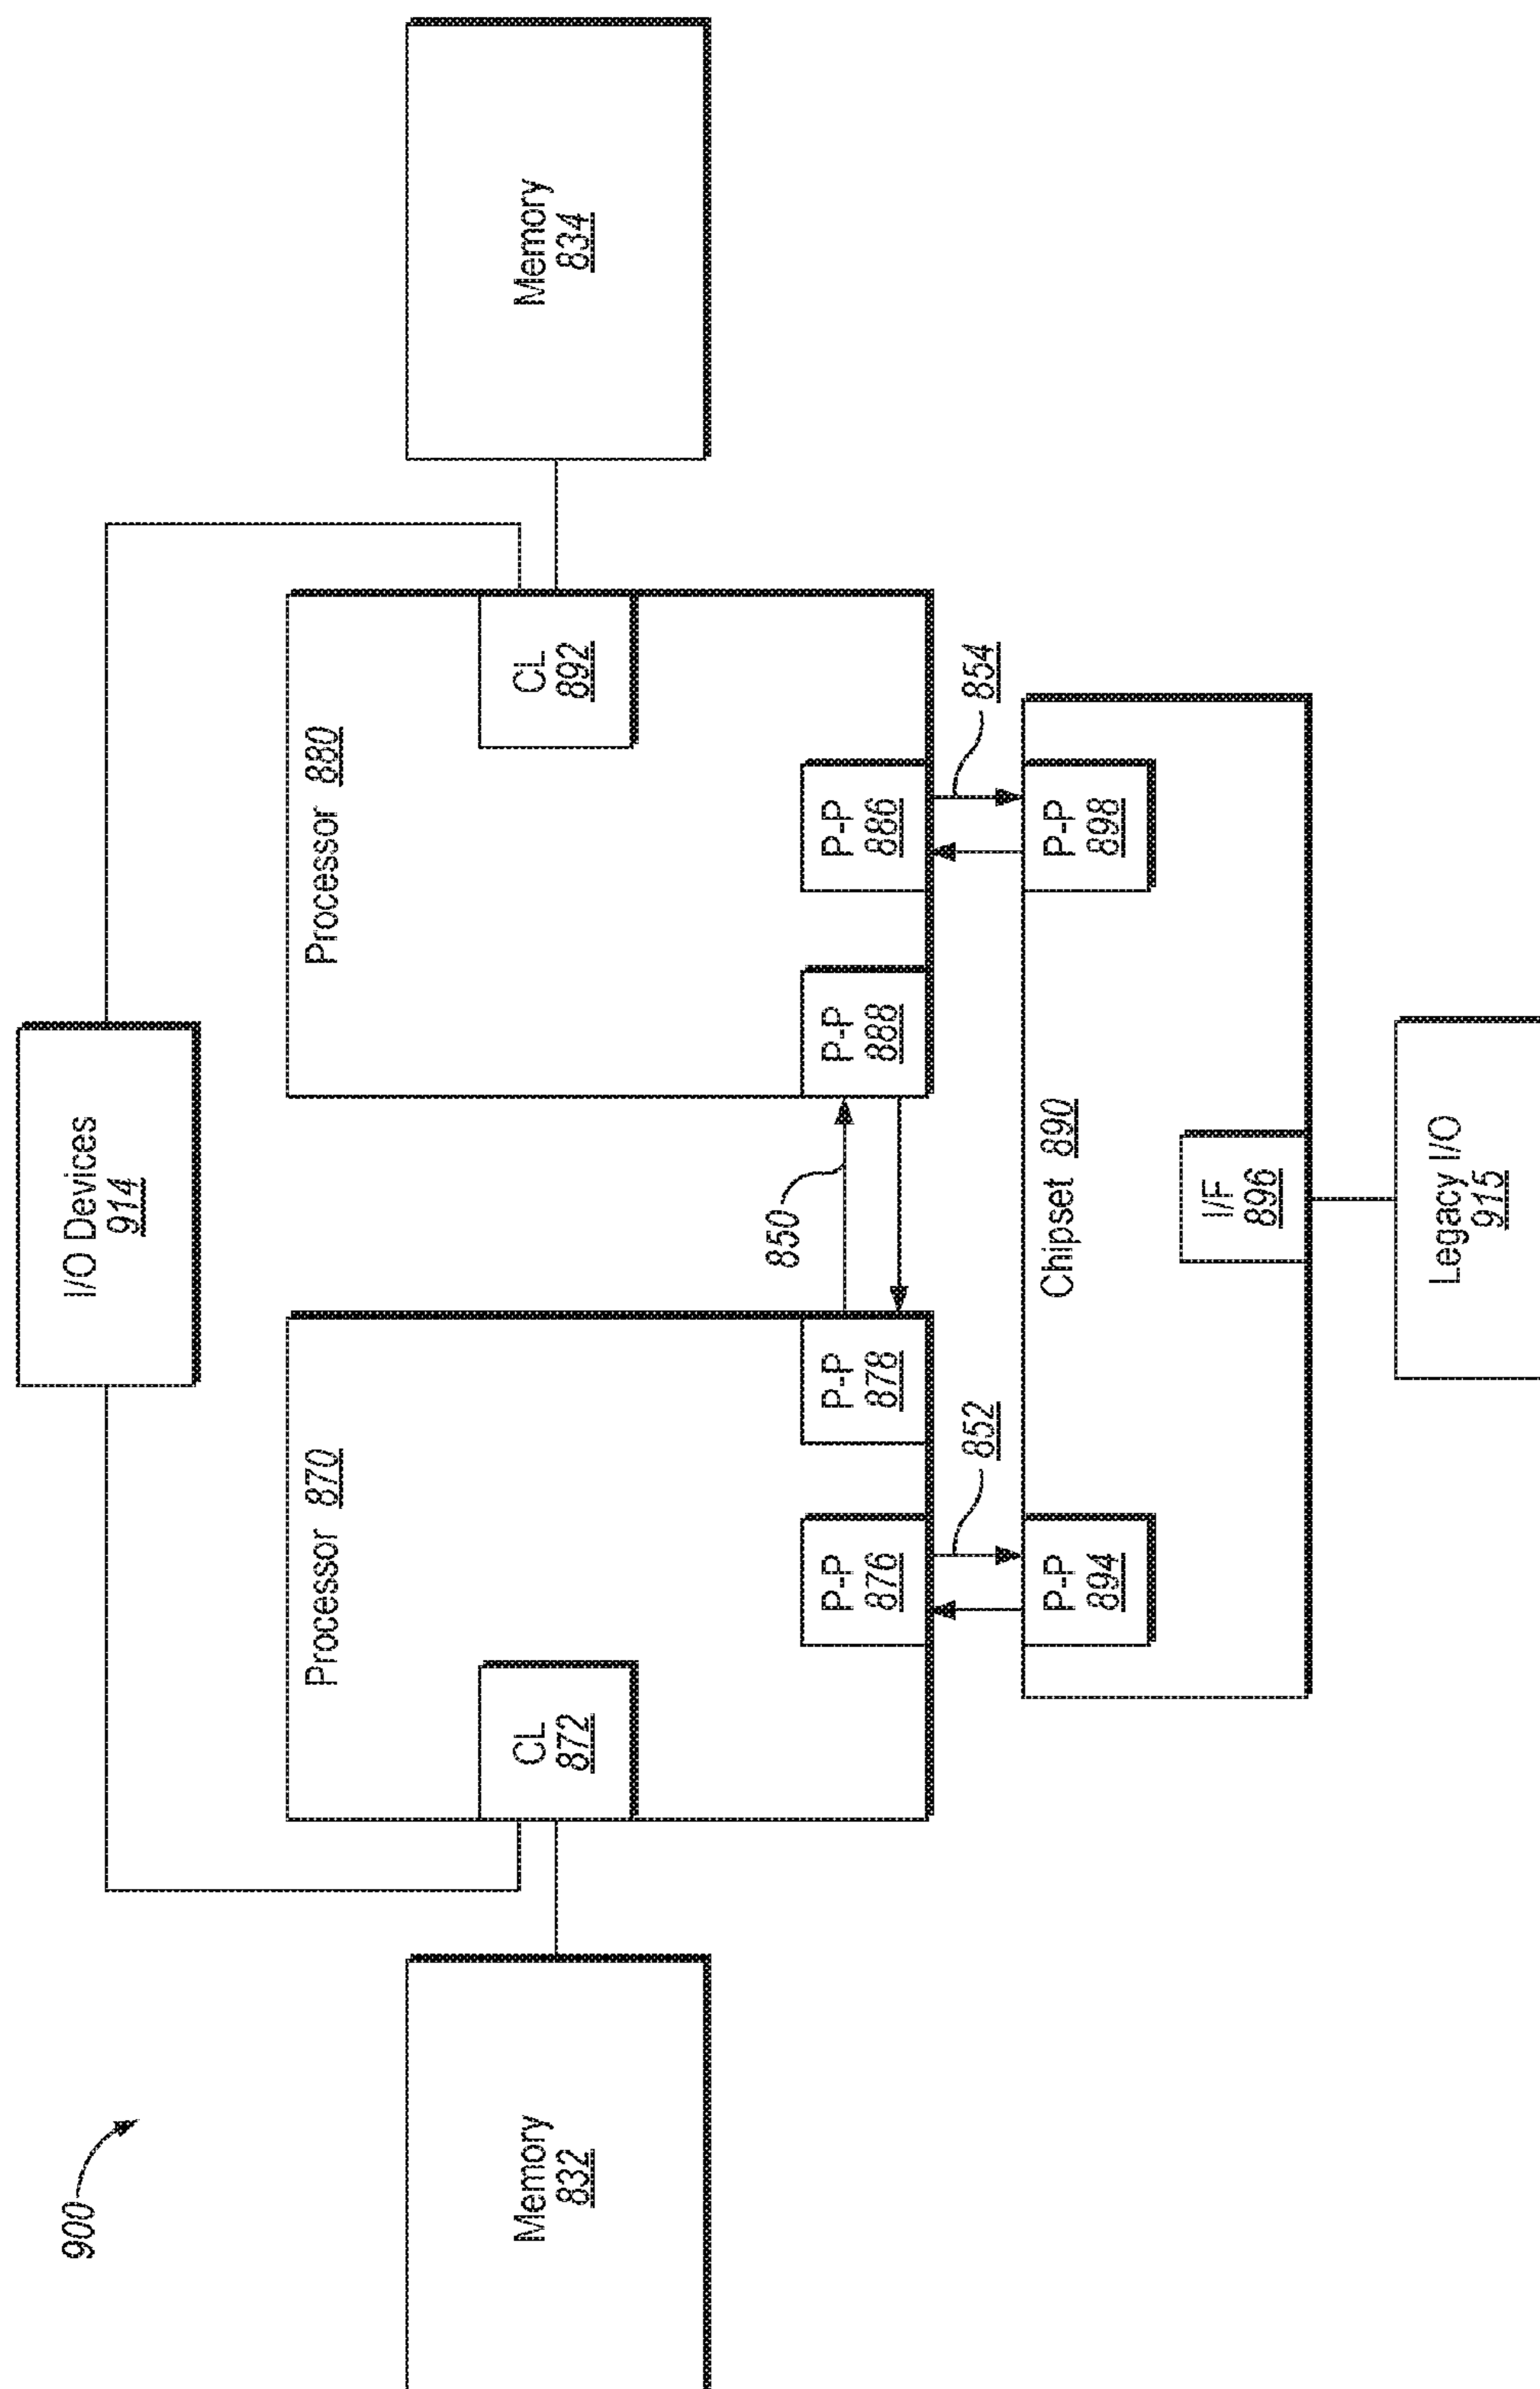 900
I/O Devices
914
Memory
832
Processor 870
CL
872
P-P
876
P-P
878
850
Processor 880
CL
892
P-P
888
P-P
886
Memory
834
852
854
Chipset 890
P-P
894
P-P
898
I/F
896
Legacy I/O
915